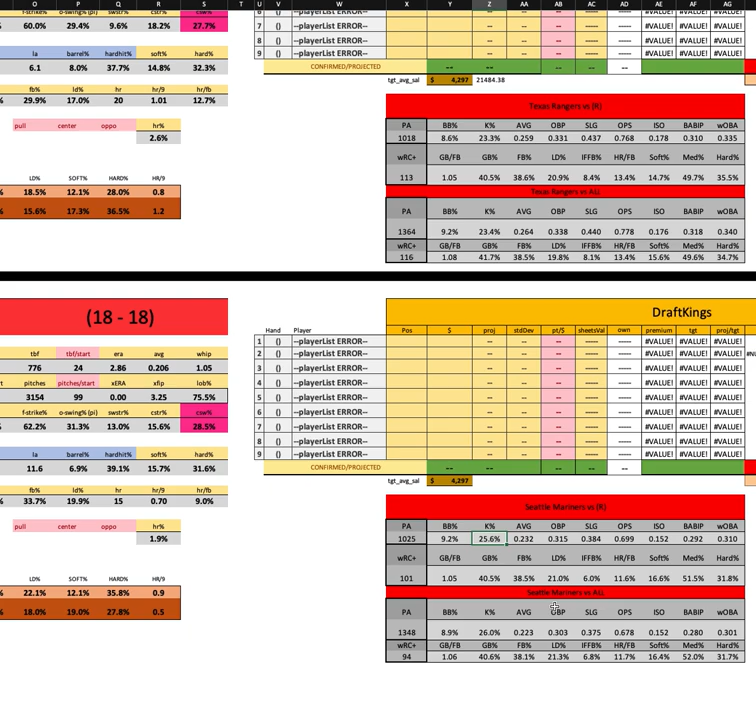 O P Q R S T U V W X Y Z AA AB AC AD AE AF AG
60.0% 29.4% 9.6% 18.2% 27.7%
7 () --playerList ERROR-- -- -- ----- ----- #VALUE! #VALUE! #VALUE!
8 () --playerList ERROR-- -- -- ----- ----- #VALUE! #VALUE! #VALUE!
9 () --playerList ERROR-- -- -- ----- ----- #VALUE! #VALUE! #VALUE!
la barrel% hardhit% soft% hard%
6.1 8.0% 37.7% 14.8% 32.3%
CONFIRMED/PROJECTED -- -- -- -- --
tgt_avg_sal $ 4,297 21484.38
fb% ld% hr hr/9 hr/fb
29.9% 17.0% 20 1.01 12.7%
pull center oppo hr%
2.6%
LD% SOFT% HARD% HR/9
18.5% 12.1% 28.0% 0.8
15.6% 17.3% 36.5% 1.2
Texas Rangers vs (R)
PA BB% K% AVG OBP SLG OPS ISO BABIP wOBA
1018 8.6% 23.3% 0.259 0.331 0.437 0.768 0.178 0.310 0.335
wRC+ GB/FB GB% FB% LD% IFFB% HR/FB Soft% Med% Hard%
113 1.05 40.5% 38.6% 20.9% 8.4% 13.4% 14.7% 49.7% 35.5%
Texas Rangers vs ALL
PA BB% K% AVG OBP SLG OPS ISO BABIP wOBA
1364 9.2% 23.4% 0.264 0.338 0.440 0.778 0.176 0.318 0.340
wRC+ GB/FB GB% FB% LD% IFFB% HR/FB Soft% Med% Hard%
116 1.08 41.7% 38.5% 19.8% 8.1% 13.4% 15.6% 49.6% 34.7%
(18 - 18)
DraftKings
Hand Player Pos $ proj stdDev pt/$ sheetsVal own premium tgt proj/tgt
1 () --playerList ERROR-- -- -- ----- ----- #VALUE! #VALUE! #VALUE!
2 () --playerList ERROR-- -- -- ----- ----- #VALUE! #VALUE! #VALUE!
3 () --playerList ERROR-- -- -- ----- ----- #VALUE! #VALUE! #VALUE!
4 () --playerList ERROR-- -- -- ----- ----- #VALUE! #VALUE! #VALUE!
5 () --playerList ERROR-- -- -- ----- ----- #VALUE! #VALUE! #VALUE!
6 () --playerList ERROR-- -- -- ----- ----- #VALUE! #VALUE! #VALUE!
7 () --playerList ERROR-- -- -- ----- ----- #VALUE! #VALUE! #VALUE!
8 () --playerList ERROR-- -- -- ----- ----- #VALUE! #VALUE! #VALUE!
9 () --playerList ERROR-- -- -- ----- ----- #VALUE! #VALUE! #VALUE!
CONFIRMED/PROJECTED -- -- -- -- --
tgt_avg_sal $ 4,297
tbf tbf/start era avg whip
776 24 2.86 0.206 1.05
pitches pitches/start xERA xfip lob%
3154 99 0.00 3.25 75.5%
f-strike% o-swing% (pi) swstr% cstr% csw%
62.2% 31.3% 13.0% 15.6% 28.5%
la barrel% hardhit% soft% hard%
11.6 6.9% 39.1% 15.7% 31.6%
fb% ld% hr hr/9 hr/fb
33.7% 19.9% 15 0.70 9.0%
pull center oppo hr%
1.9%
LD% SOFT% HARD% HR/9
22.1% 12.1% 35.8% 0.9
18.0% 19.0% 27.8% 0.5
Seattle Mariners vs (R)
PA BB% K% AVG OBP SLG OPS ISO BABIP wOBA
1025 9.2% 25.6% 0.232 0.315 0.384 0.699 0.152 0.292 0.310
wRC+ GB/FB GB% FB% LD% IFFB% HR/FB Soft% Med% Hard%
101 1.05 40.5% 38.5% 21.0% 6.0% 11.6% 16.6% 51.5% 31.8%
Seattle Mariners vs ALL
PA BB% K% AVG OBP SLG OPS ISO BABIP wOBA
1348 8.9% 26.0% 0.223 0.303 0.375 0.678 0.152 0.280 0.301
wRC+ GB/FB GB% FB% LD% IFFB% HR/FB Soft% Med% Hard%
94 1.06 40.6% 38.1% 21.3% 6.8% 11.7% 16.4% 52.0% 31.7%